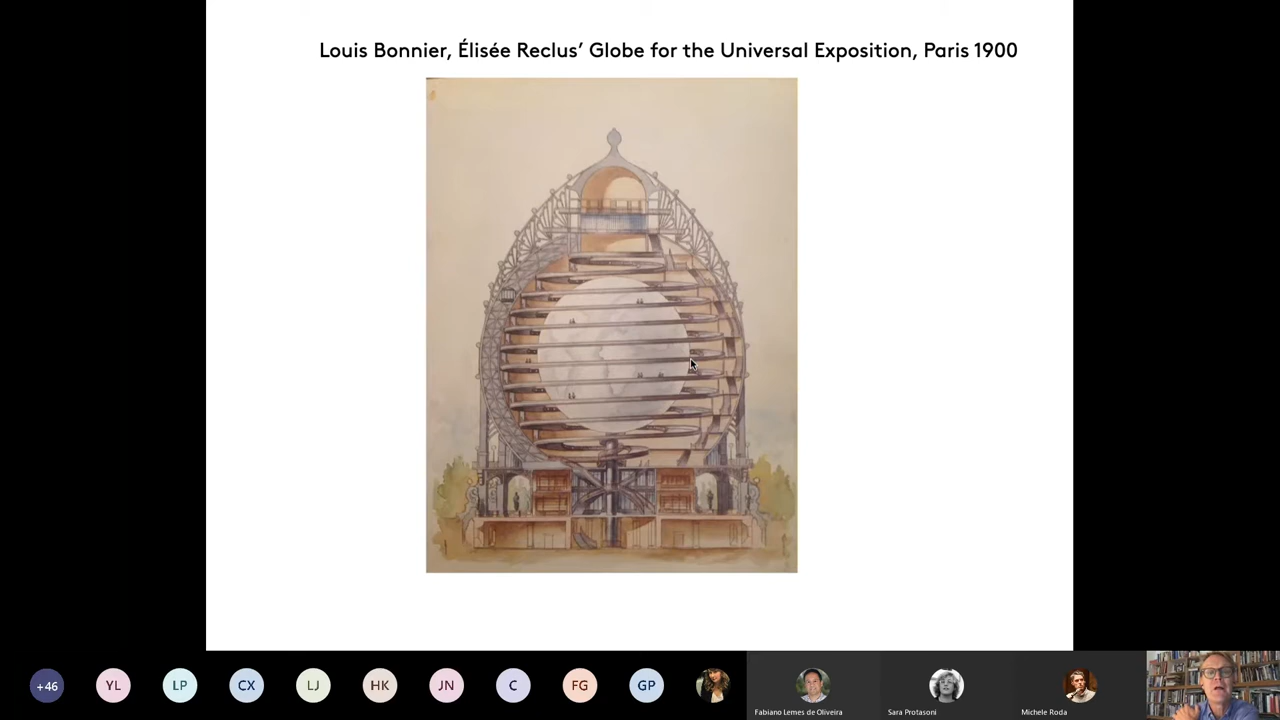 Louis Bonnier, Élisée Reclus’ Globe for the Universal Exposition, Paris 1900
+46
YL
LP
CX
LJ
HK
JN
C
FG
GP
Fabiano Lemes de Oliveira
Sara Protasoni
Michele Roda